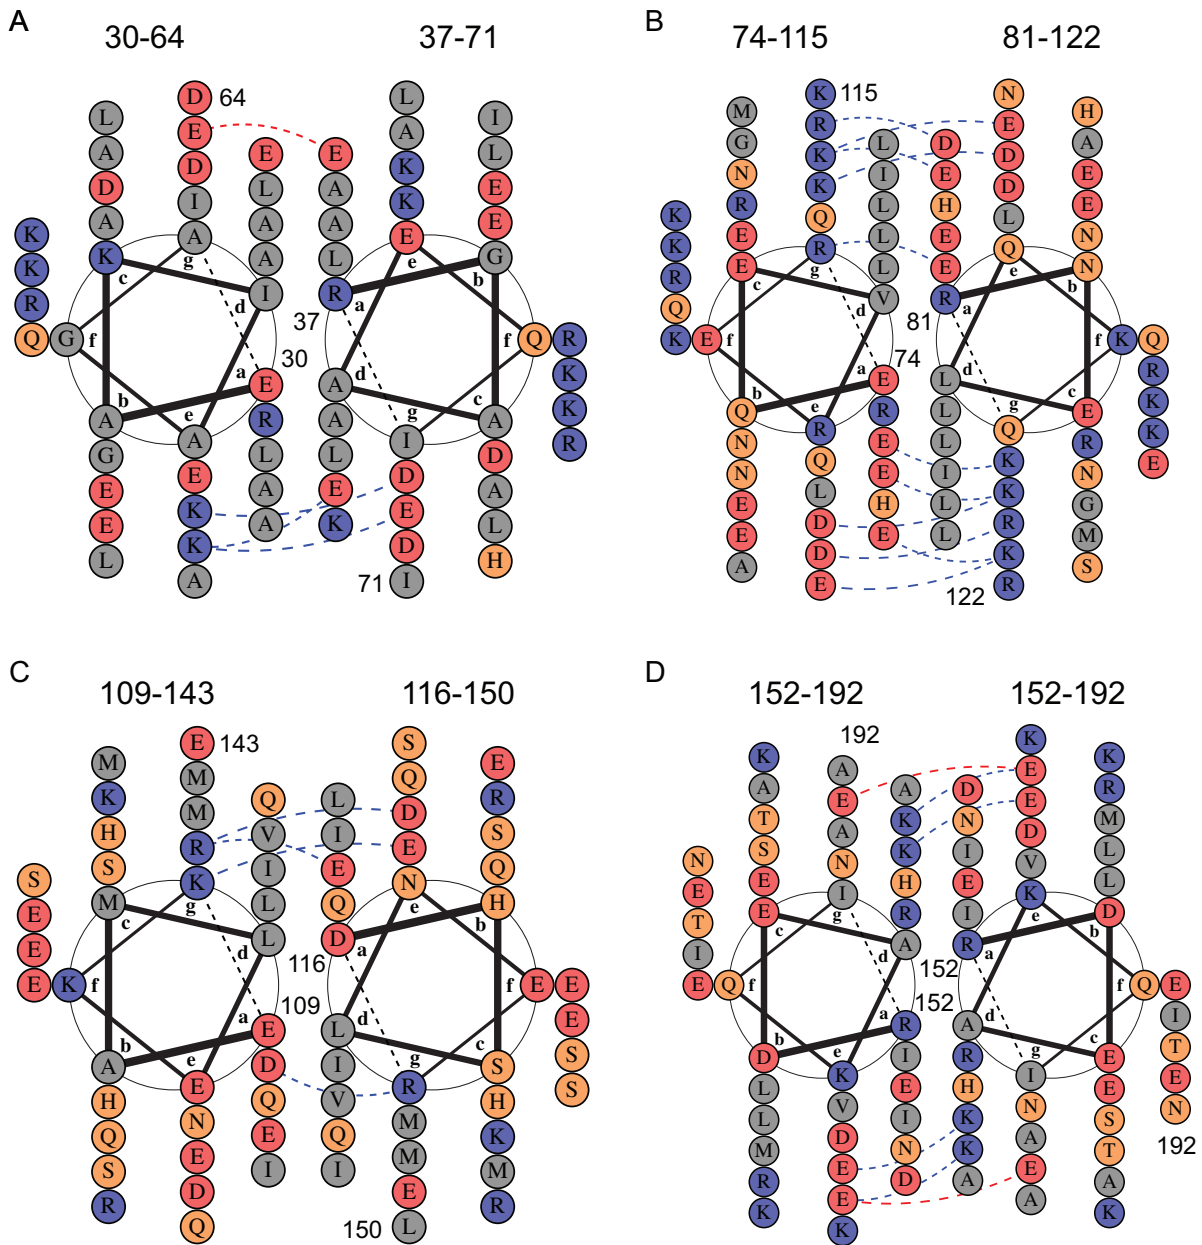 A
30-64
37-71
L A D A K c
D E D I A g
64
E L A A I d
K K R Q G f
30
E R L A A a
A G E E L b
A E K K A e
E A A L R a
37
L A K K E e
I L E E G b
Q R K K R f
A A L E K d
I D E D I g
71
A D A L H c
B
74-115
81-122
M G N R E E c
K R K K Q R g
115
L I L L L V d
K K R Q K E f
74
E R E E H E a
Q N N E E A b
R Q L D D E e
D E H E E R a
81
N E D D L Q e
H A E E N N b
K Q R K K E f
L L L I L L d
Q K K R K R g
122
E R N G M S c
C
109-143
116-150
M K H S M c
E M M R K g
143
Q V I L L d
S E E E K f
109
E D Q E I a
A H Q S R b
E N E D Q e
L I E Q D a
116
S Q D E N e
E R S Q H b
E E E S S f
L I V Q I d
R M M E L g
150
S H K M R c
D
152-192
152-192
K A T S E E c
192
A E A N I g
A K K H R A d
N E T I E Q f
152
R I E I N D a
D L L M R K b
K V D E E K e
D N I E I R a
152
K E E D V K e
K R M L L D b
Q E I T E N f
192
A R H K K A d
I N A E A g
E E S T A K c